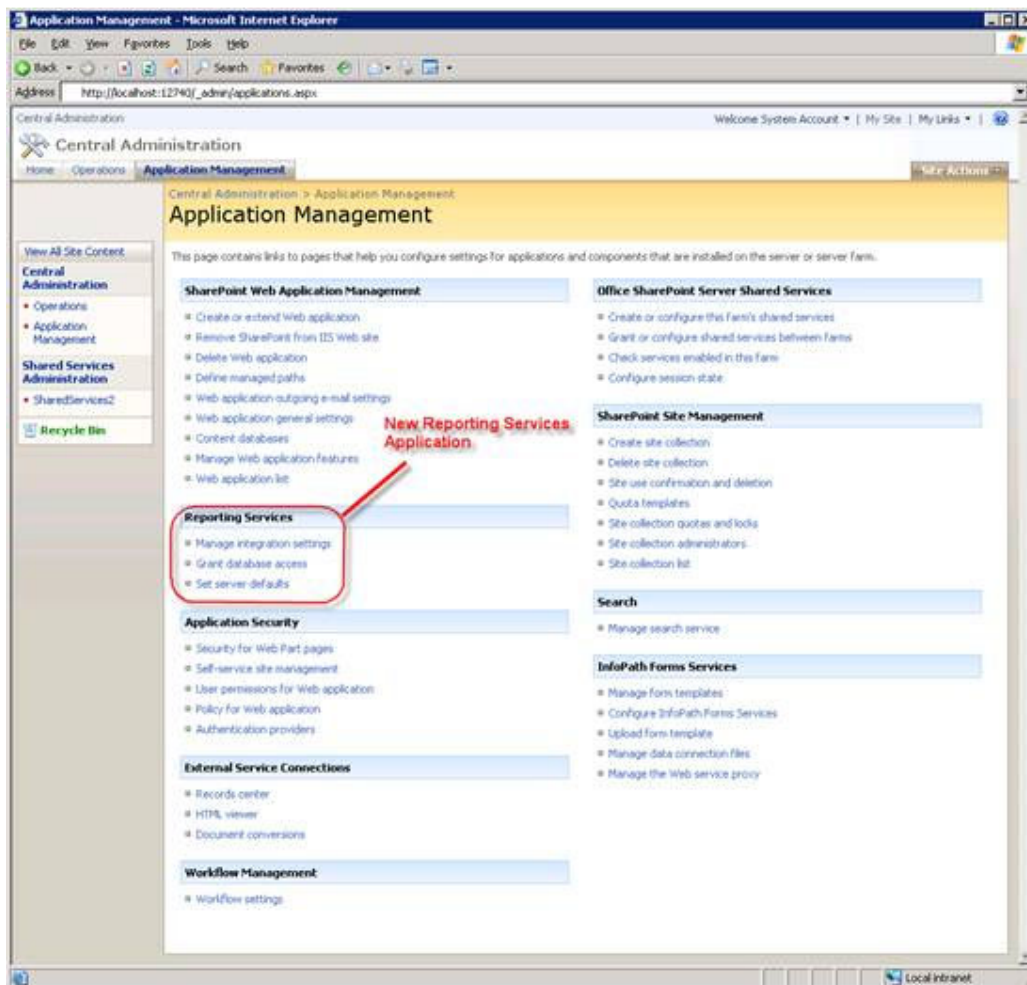 Application Management - Microsoft Internet Explorer
File Edit View Favorites Tools Help
Back Search Favorites
Address http://localhost:12740/_admin/applications.aspx
Central Administration Welcome System Account | My Site | My Links |
Central Administration
Home Operations Application Management Site Actions
Central Administration > Application Management
Application Management
This page contains links to pages that help you configure settings for applications and components that are installed on the server or server farm.
View All Site Content
Central
Administration
Operations
Application
Management
Shared Services
Administration
SharedServices2
Recycle Bin
SharePoint Web Application Management
Create or extend Web application
Remove SharePoint from IIS Web site
Delete Web application
Define managed paths
Web application outgoing e-mail settings
Web application general settings
Content databases
Manage Web application features
Web application list
New Reporting Services
Application
Reporting Services
Manage integration settings
Grant database access
Set server defaults
Application Security
Security for Web Part pages
Self-service site management
User permissions for Web application
Policy for Web application
Authentication providers
External Service Connections
Records center
HTML viewer
Document conversions
Workflow Management
Workflow settings
Office SharePoint Server Shared Services
Create or configure this farm's shared services
Grant or configure shared services between farms
Check services enabled in this farm
Configure session state
SharePoint Site Management
Create site collection
Delete site collection
Site use confirmation and deletion
Quota templates
Site collection quotas and locks
Site collection administrators
Site collection list
Search
Manage search service
InfoPath Forms Services
Manage form templates
Configure InfoPath Forms Services
Upload form template
Manage data connection files
Manage the Web service proxy
Local intranet